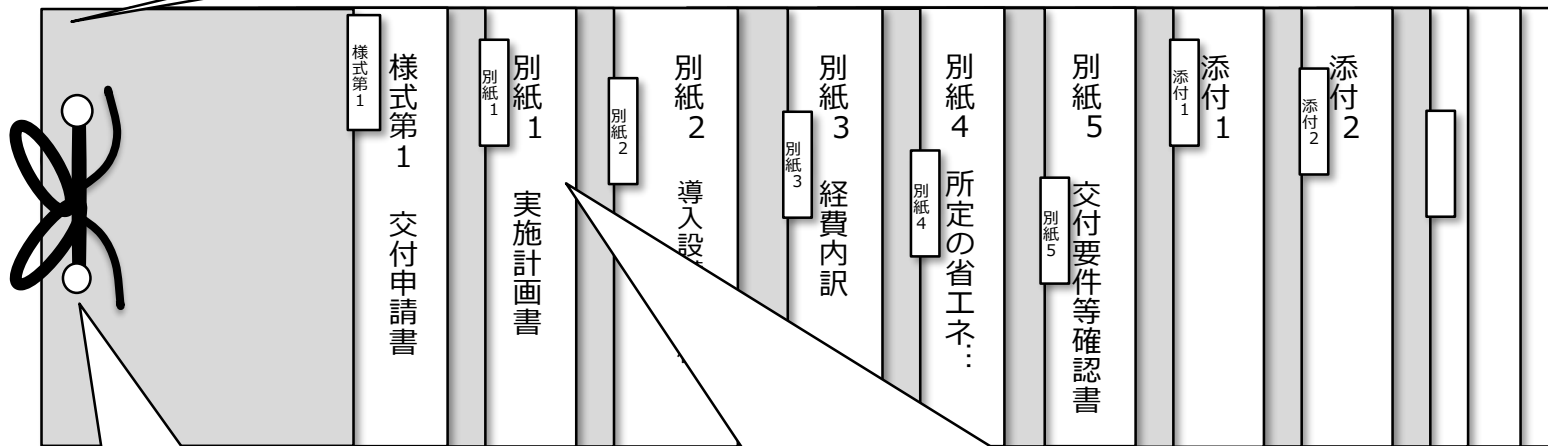 様式第1
様式第1 交付申請書
別紙1
別紙1 実施計画書
別紙2
別紙2 導入設
別紙3
別紙3 経費内訳
別紙4
別紙4 所定の省エネ…
別紙5
別紙5 交付要件等確認書
添付1
添付1
添付2
添付2